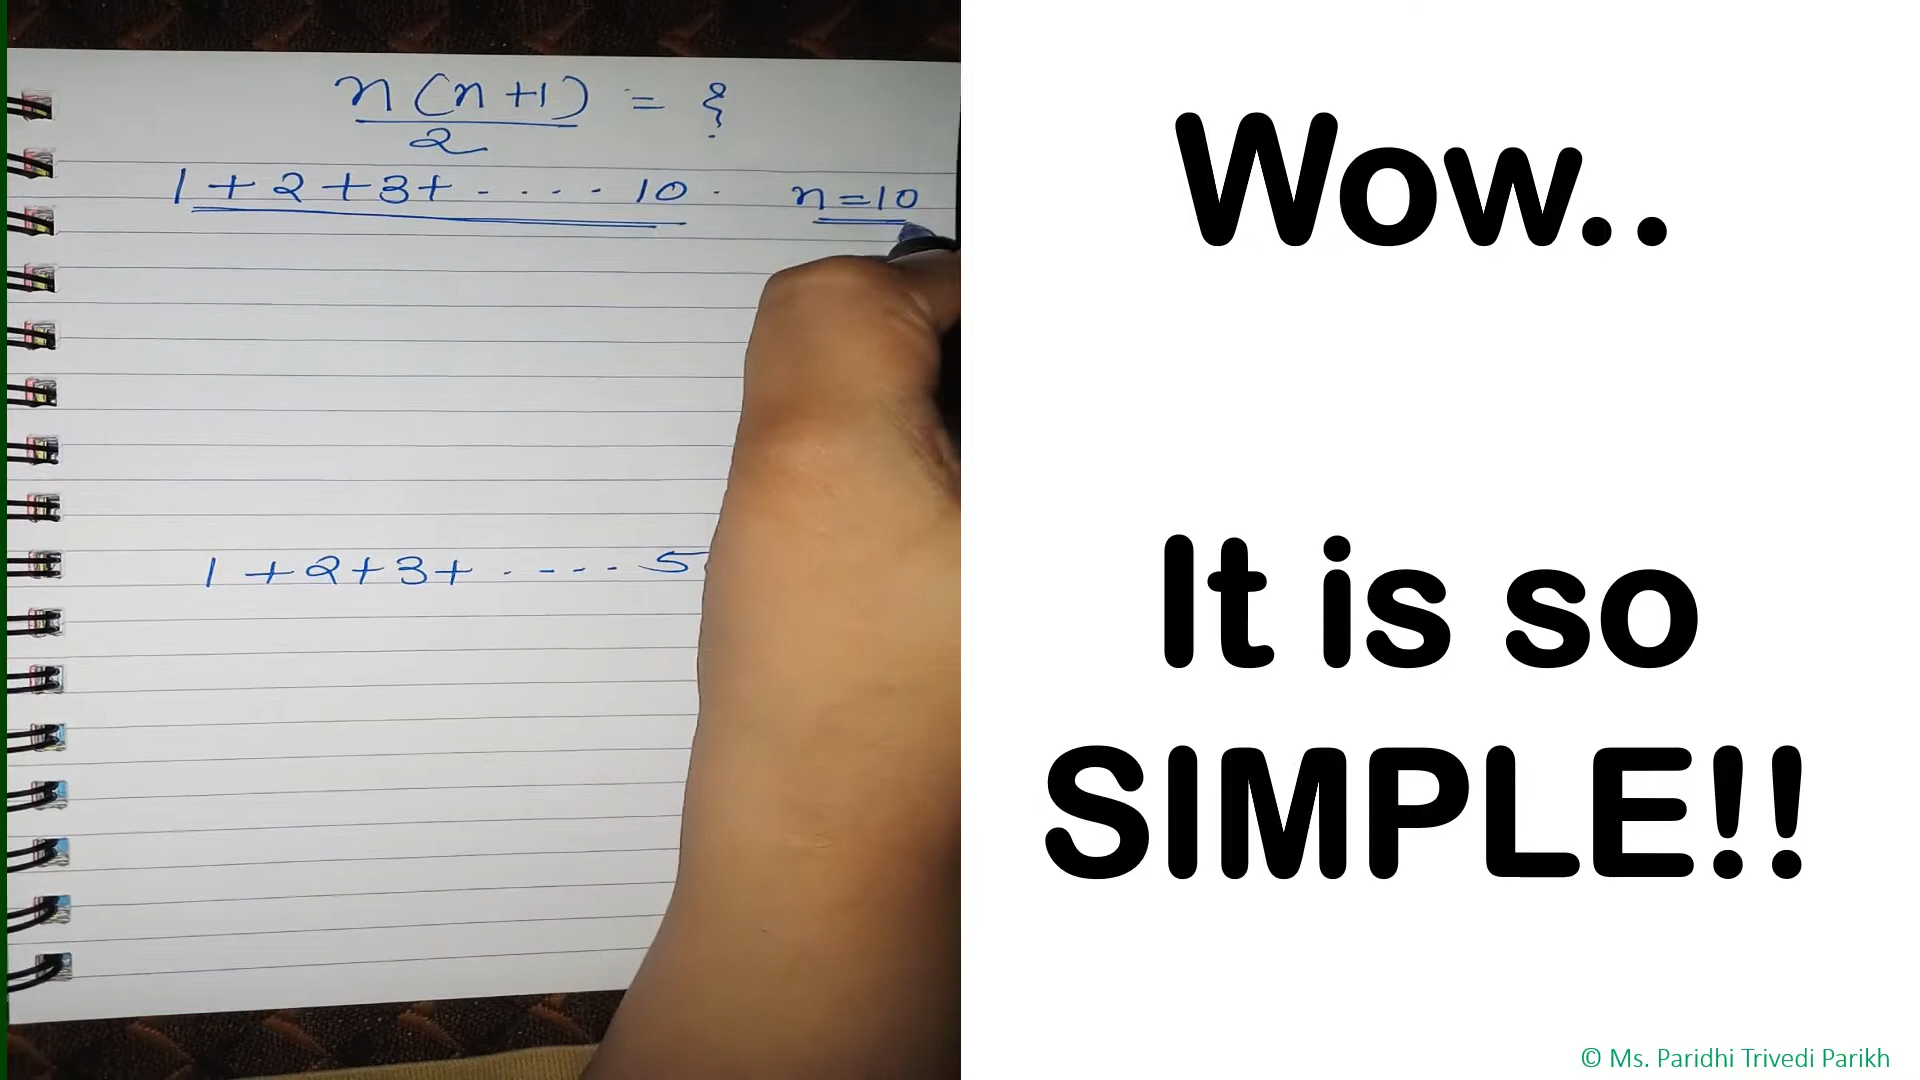 n(n+1)/2 = ?
1 + 2 + 3 + - . . . . 10 . n = 10
1 + 2 + 3 + . - - - . 5
Wow..
It is so
SIMPLE!!
© Ms. Paridhi Trivedi Parikh